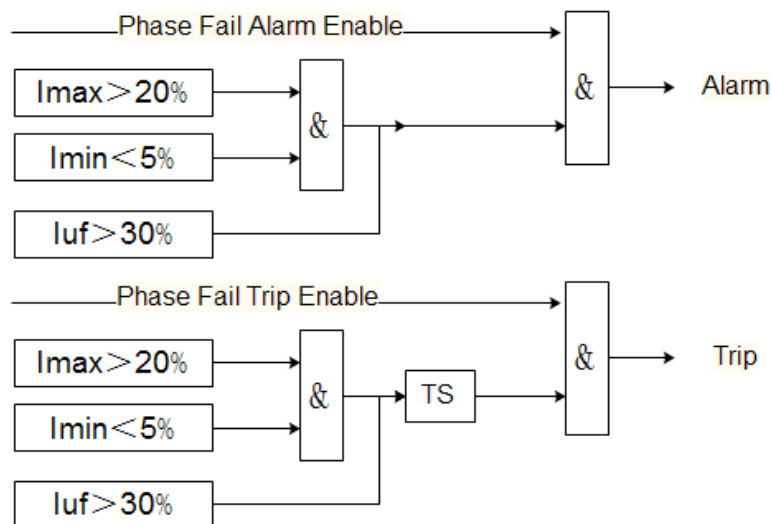 Phase Fail Alarm Enable
Imax＞20%
&
&
Alarm
Imin＜5%
Iuf＞30%
Phase Fail Trip Enable
Imax＞20%
&
TS
&
Trip
Imin＜5%
Iuf＞30%